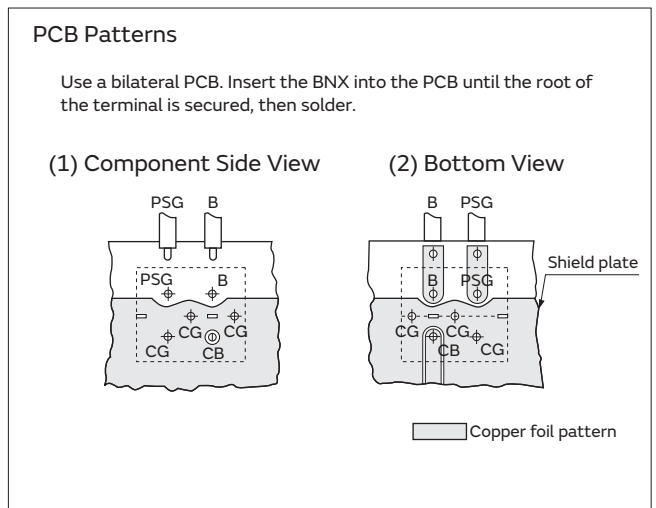 PCB Patterns
Use a bilateral PCB. Insert the BNX into the PCB until the root of
the terminal is secured, then solder.
(1) Component Side View
(2) Bottom View
PSG B
B PSG
Shield plate
PSG B
B PSG
CG CG
CG CB
CG CG
CB CG
Copper foil pattern